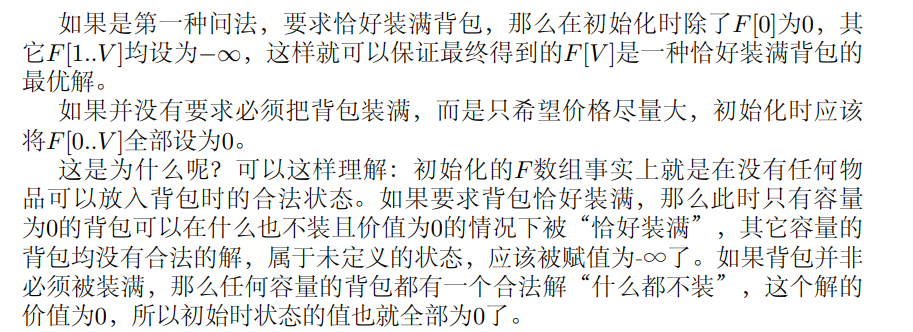 如果是第一种问法，要求恰好装满背包，那么在初始化时除了F[0]为0，其
它F[1..V]均设为−∞，这样就可以保证最终得到的F[V]是一种恰好装满背包的
最优解。
如果并没有要求必须把背包装满，而是只希望价格尽量大，初始化时应该
将F[0..V]全部设为0。
这是为什么呢？可以这样理解：初始化的F数组事实上就是在没有任何物
品可以放入背包时的合法状态。如果要求背包恰好装满，那么此时只有容量
为0的背包可以在什么也不装且价值为0的情况下被“恰好装满”，其它容量的
背包均没有合法的解，属于未定义的状态，应该被赋值为-∞了。如果背包并非
必须被装满，那么任何容量的背包都有一个合法解“什么都不装”，这个解的
价值为0，所以初始时状态的值也就全部为0了。